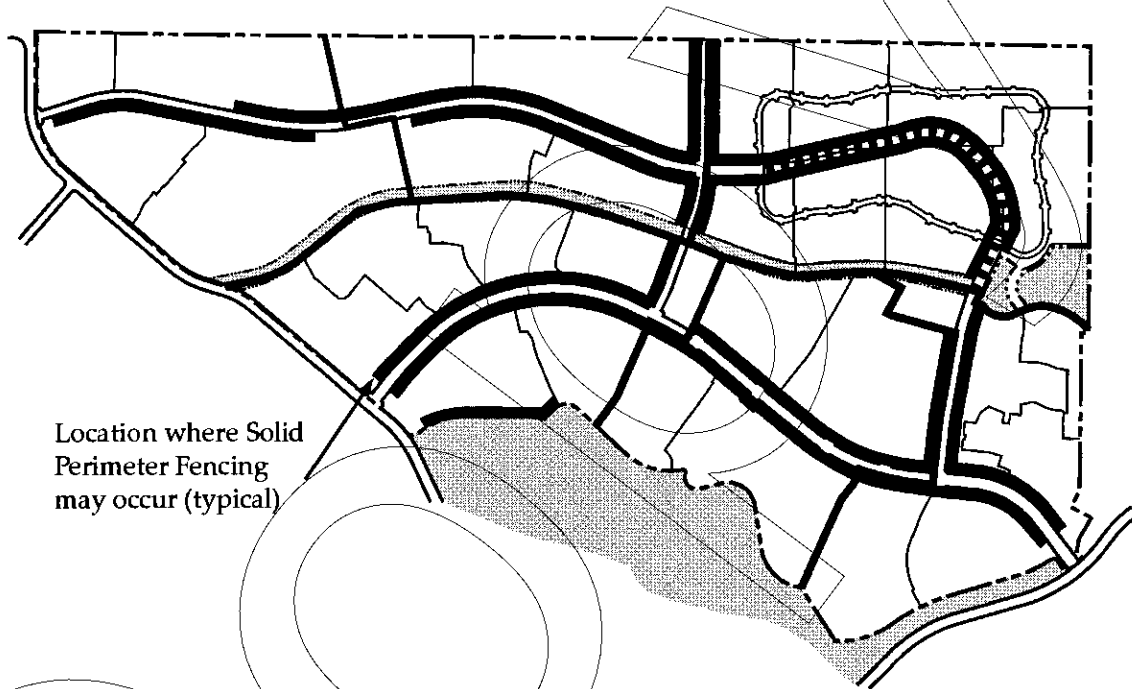 Location where Solid
Perimeter Fencing
may occur (typical)